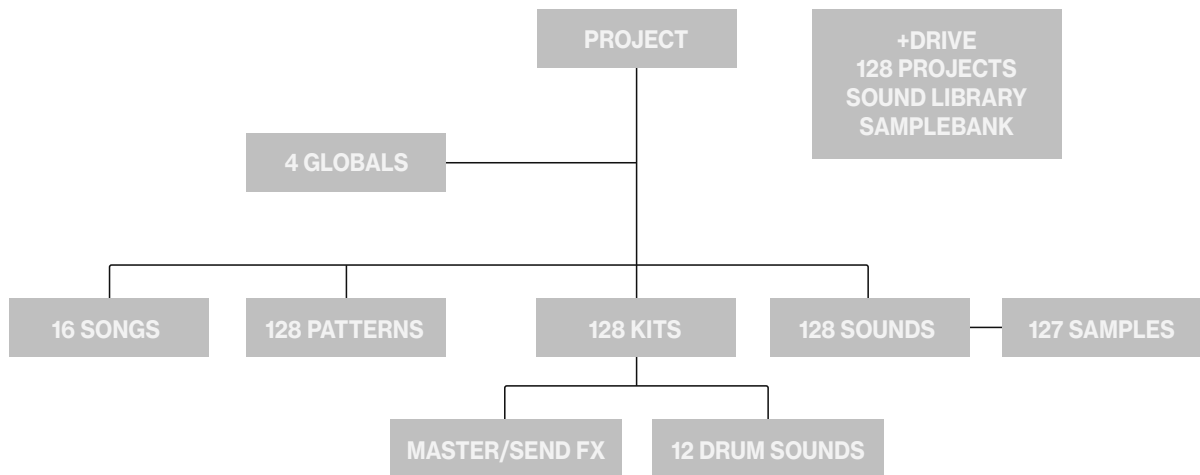 PROJECT
+DRIVE
128 PROJECTS
SOUND LIBRARY
SAMPLEBANK
4 GLOBALS
16 SONGS
128 PATTERNS
128 KITS
128 SOUNDS
127 SAMPLES
MASTER/SEND FX
12 DRUM SOUNDS